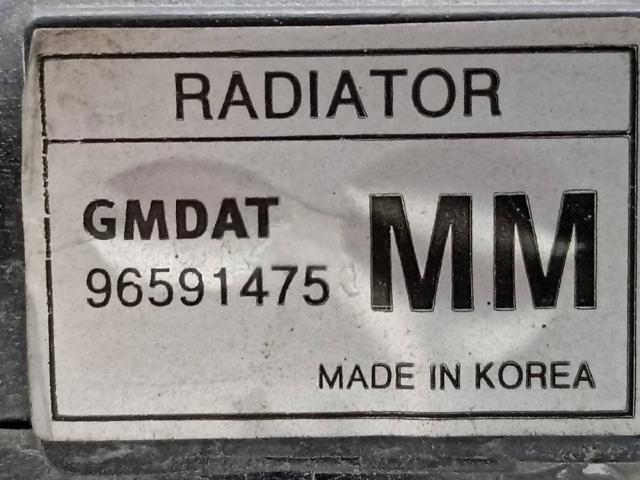 RADIATOR
GMDAT
96591475
MM
MADE IN KOREA